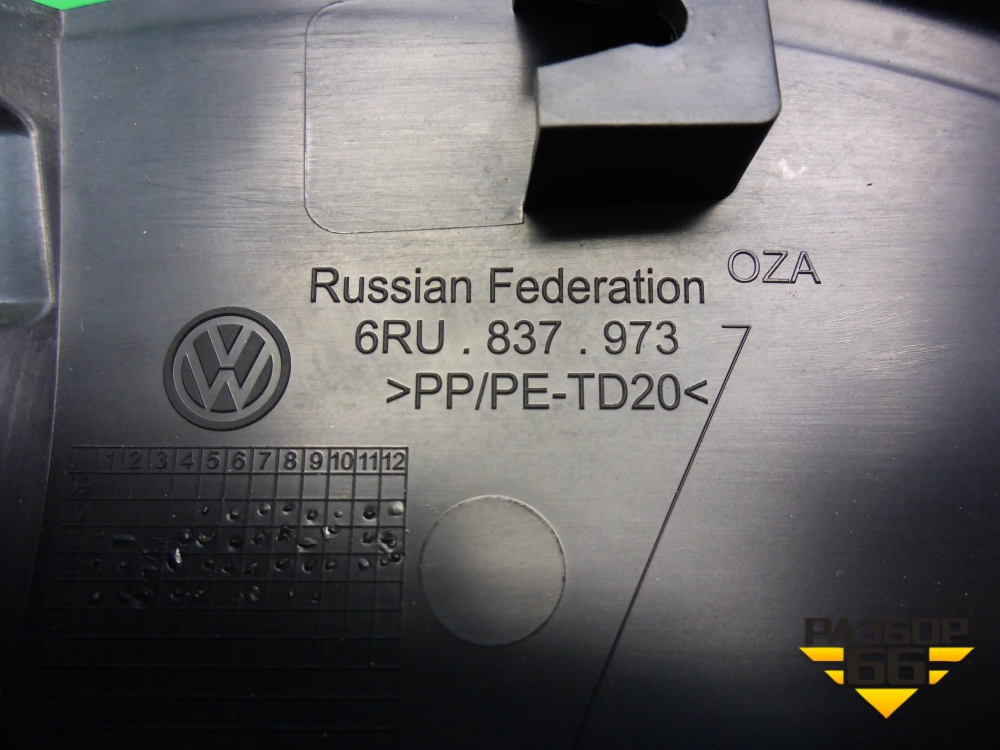 OZA
Russian Federation
6RU . 837 . 973
>PP/PE-TD20<
1 2 3 4 5 6 7 8 9 10 11 12
РАЗБОР
66